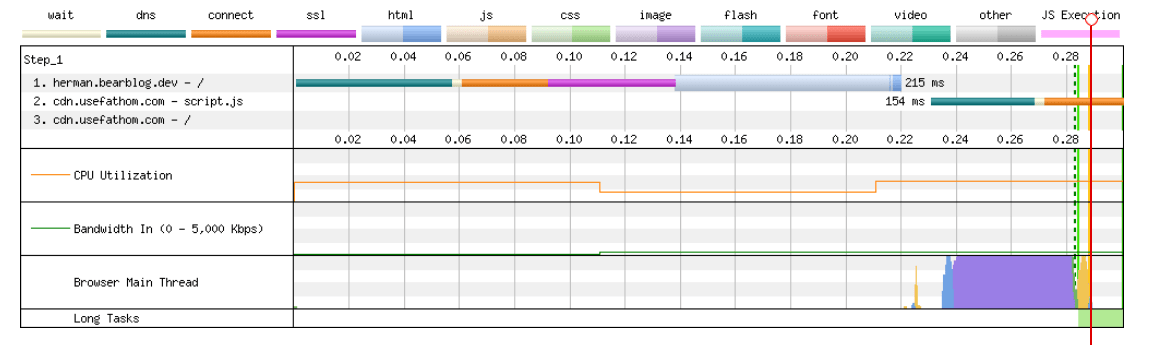 wait dns connect ssl html js css image flash font video other JS Execution
Step_1 0.02 0.04 0.06 0.08 0.10 0.12 0.14 0.16 0.18 0.20 0.22 0.24 0.26 0.28
1. herman.bearblog.dev - / 215 ms
2. cdn.usefathom.com - script.js 154 ms
3. cdn.usefathom.com - /
0.02 0.04 0.06 0.08 0.10 0.12 0.14 0.16 0.18 0.20 0.22 0.24 0.26 0.28
CPU Utilization
Bandwidth In (0 - 5,000 Kbps)
Browser Main Thread
Long Tasks